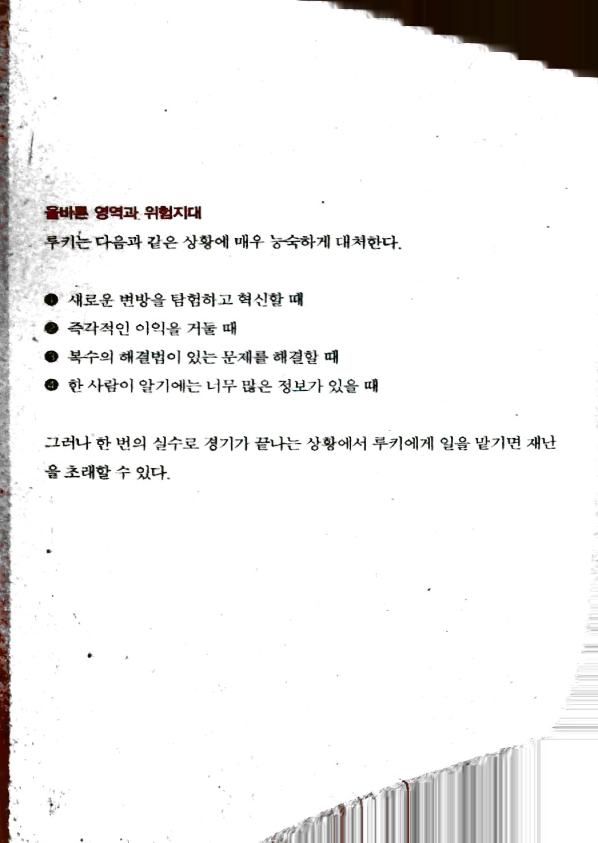 올바른 영역과 위험지대
루키는 다음과 같은 상황에 매우 능숙하게 대처한다.
❶ 새로운 변방을 탐험하고 혁신할 때
❷ 즉각적인 이익을 거둘 때
❸ 복수의 해결법이 있는 문제를 해결할 때
❹ 한 사람이 알기에는 너무 많은 정보가 있을 때
그러나 한 번의 실수로 경기가 끝나는 상황에서 루키에게 일을 맡기면 재난
을 초래할 수 있다.